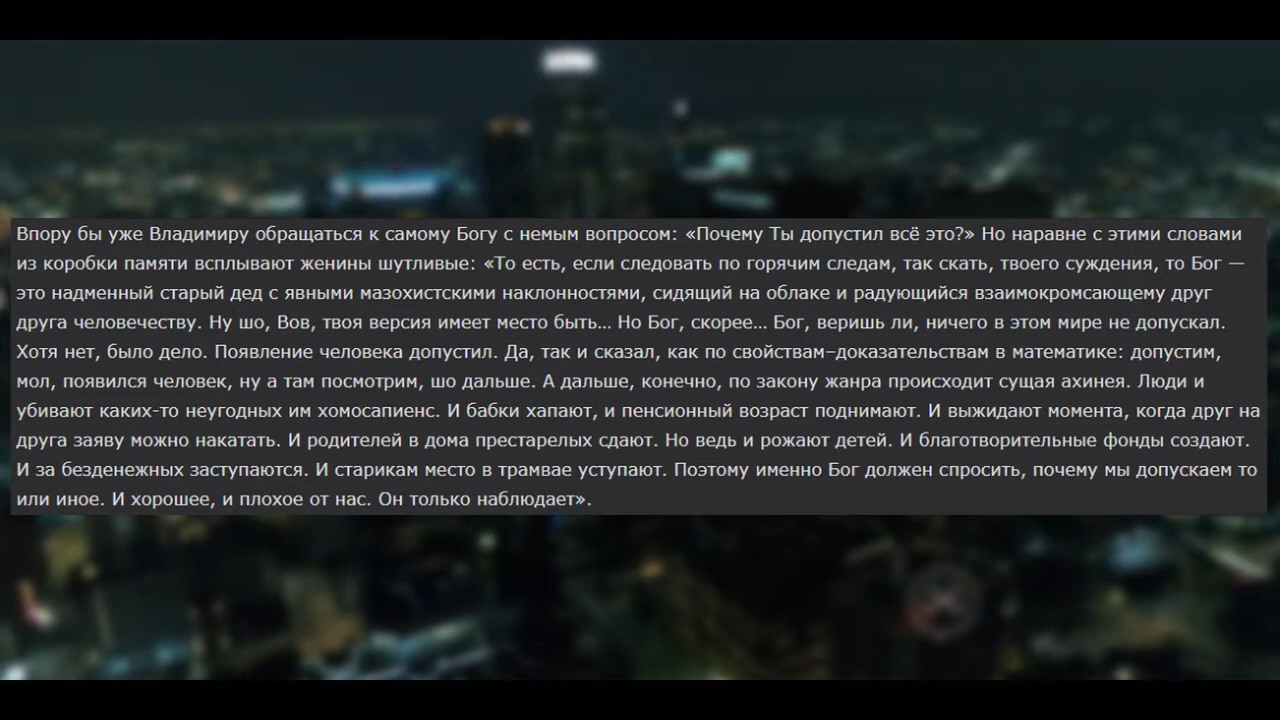 Впору бы уже Владимиру обращаться к самому Богу с немым вопросом: «Почему Ты допустил всё это?» Но наравне с этими словами
из коробки памяти всплывают женины шутливые: «То есть, если следовать по горячим следам, так скать, твоего суждения, то Бог —
это надменный старый дед с явными мазохистскими наклонностями, сидящий на облаке и радующийся взаимокромсающему друг
друга человечеству. Ну шо, Вов, твоя версия имеет место быть... Но Бог, скорее... Бог, веришь ли, ничего в этом мире не допускал.
Хотя нет, было дело. Появление человека допустил. Да, так и сказал, как по свойствам–доказательствам в математике: допустим,
мол, появился человек, ну а там посмотрим, шо дальше. А дальше, конечно, по закону жанра происходит сущая ахинея. Люди и
убивают каких-то неугодных им хомосапиенс. И бабки хапают, и пенсионный возраст поднимают. И выжидают момента, когда друг на
друга заяву можно накатать. И родителей в дома престарелых сдают. Но ведь и рожают детей. И благотворительные фонды создают.
И за безденежных заступаются. И старикам место в трамвае уступают. Поэтому именно Бог должен спросить, почему мы допускаем то
или иное. И хорошее, и плохое от нас. Он только наблюдает».